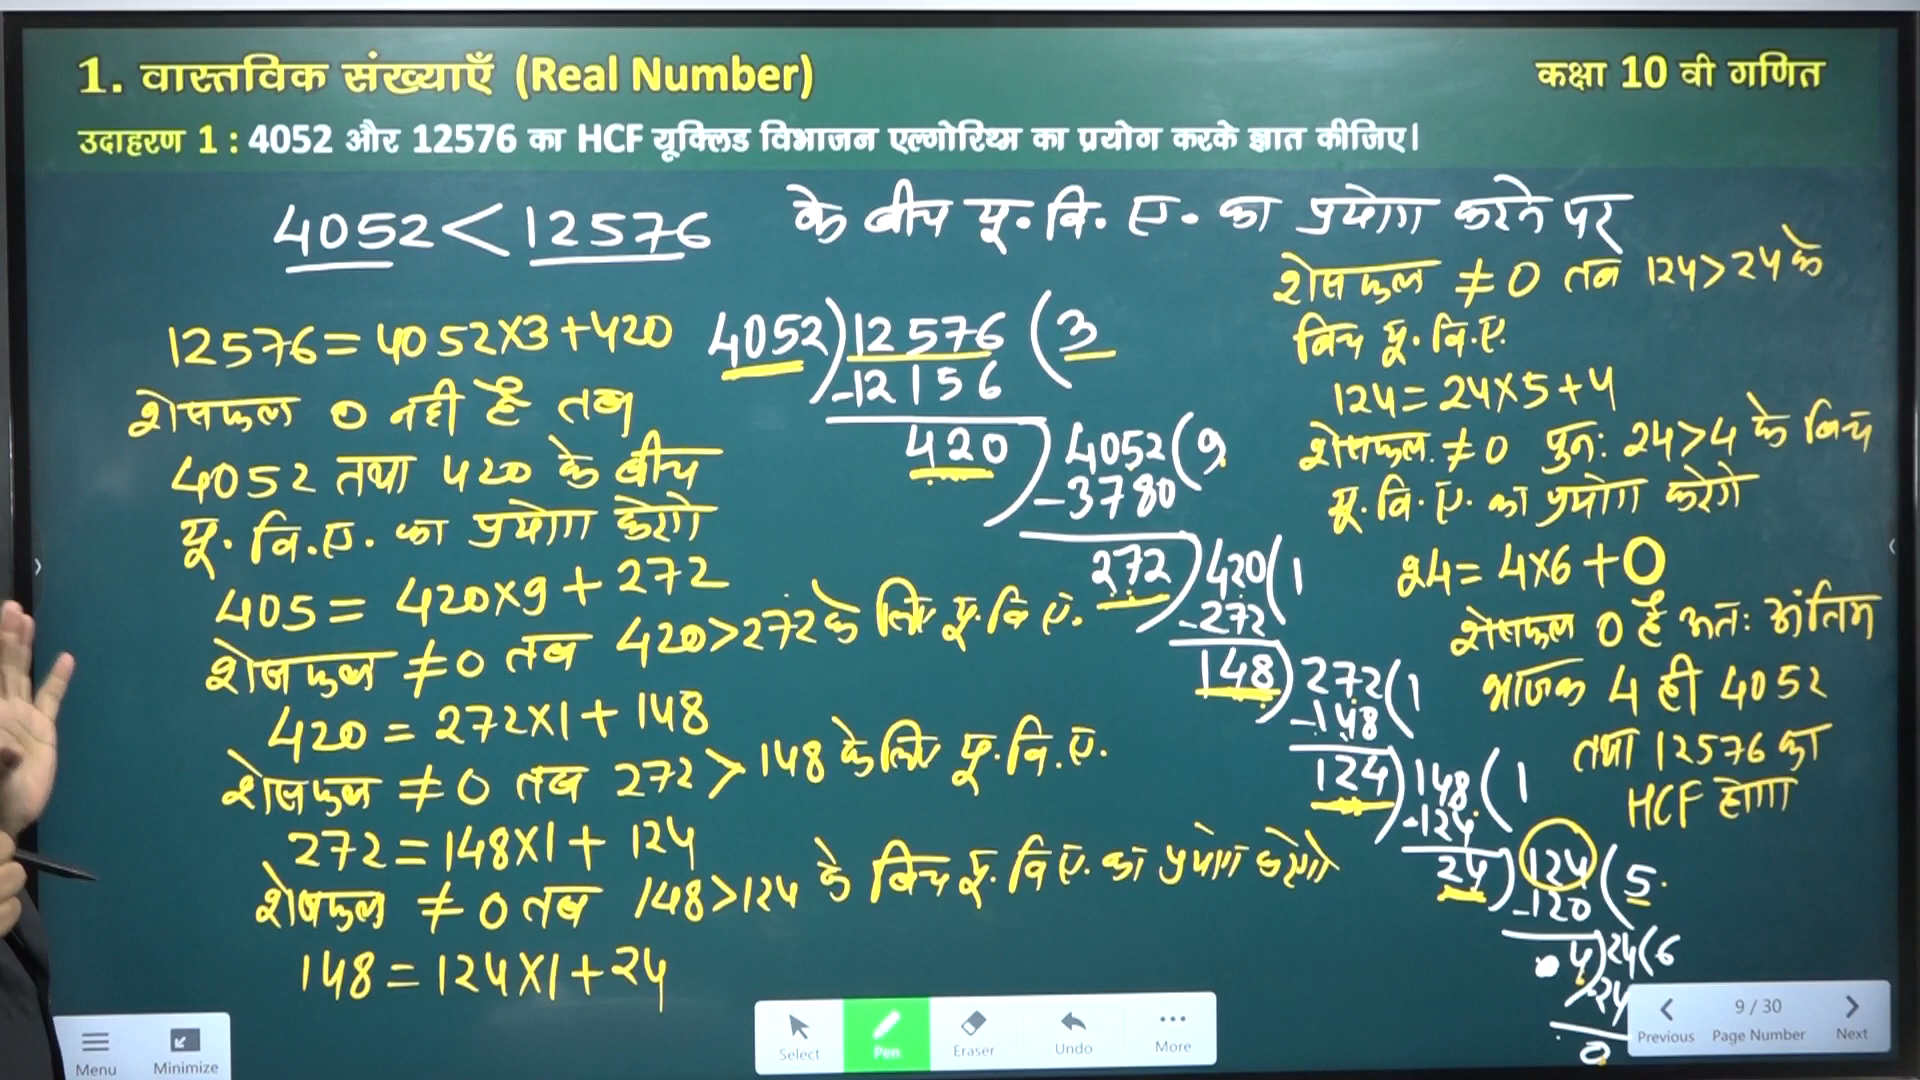 1. वास्तविक संख्याएँ (Real Number)
कक्षा 10 वी गणित
उदाहरण 1 : 4052 और 12576 का HCF यूक्लिड विभाजन एल्गोरिथ्म का प्रयोग करके ज्ञात कीजिए।
4052 < 12576 के बीच यू. वि. ए. का प्रयोग करने पर
12576 = 4052×3+420
शेषफल 0 नही है तब
4052 तथा 420 के बीच
यू. वि. ए. का प्रयोग करेगे
405 = 420×9 + 272
शेषफल ≠ 0 तब 420 > 272 के लिए यू. वि. ए.
420 = 272×1 + 148
शेषफल ≠ 0 तब 272 > 148 के लिए यू. वि. ए.
272 = 148×1 + 124
शेषफल ≠ 0 तब 148 > 124 के बिच यू. वि. ए. का प्रयोग करेगे
148 = 124×1 + 24
4052) 12576 (3
-12156
420) 4052 (9
-3780
272) 420 (1
-272
148) 272 (1
-148
124) 148 (1
-124
24) 124 (5
-120
4) 24 (6
-24
0
शेषफल ≠ 0 तब 124 > 24 के
बिच यू. वि. ए.
124 = 24×5 + 4
शेषफल ≠ 0 पुन: 24 > 4 के बिच
यू. वि. ए. का प्रयोग करेगे
24 = 4×6 + 0
शेषफल 0 है अत: अंतिम
भाजक 4 ही 4052
तथा 12576 का
HCF होगा
Menu
Minimize
Select
Pen
Eraser
Undo
More
Previous
9 / 30
Page Number
Next